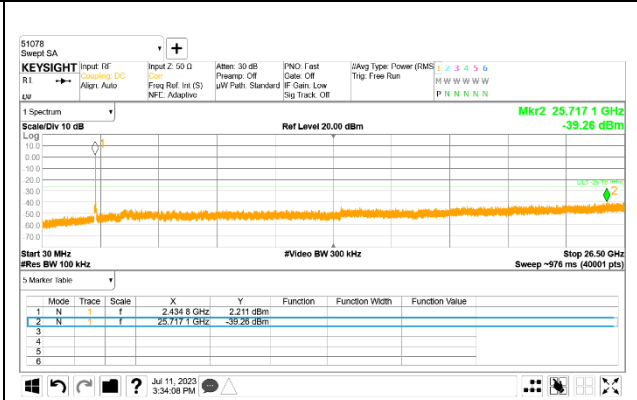 51078
Swept SA
KEYSIGHT
RL
Input: RF
Coupling: DC
Align: Auto
Input Z: 50 Ω
Corr
Freq Ref: Int (S)
NFE: Adaptive
Atten: 30 dB
Preamp: Off
µW Path: Standard
PNO: Fast
Gate: Off
IF Gain: Low
Sig Track: Off
#Avg Type: Power (RMS)
Trig: Free Run
1 2 3 4 5 6
M W W W W W
P N N N N N
1 Spectrum
Mkr2 25.717 1 GHz
Scale/Div 10 dB
Ref Level 20.00 dBm
-39.26 dBm
Log
10.0
0.00
10.0
20.0
30.0
40.0
50.0
60.0
70.0
1
2
Start 30 MHz
#Video BW 300 kHz
Stop 26.50 GHz
#Res BW 100 kHz
Sweep ~976 ms (40001 pts)
5 Marker Table
Mode Trace Scale X Y Function Function Width Function Value
1 N 1 f 2.434 8 GHz 2.211 dBm
2 N 1 f 25.717 1 GHz -39.26 dBm
3
4
5
6
? Jul 11, 2023
3:34:08 PM